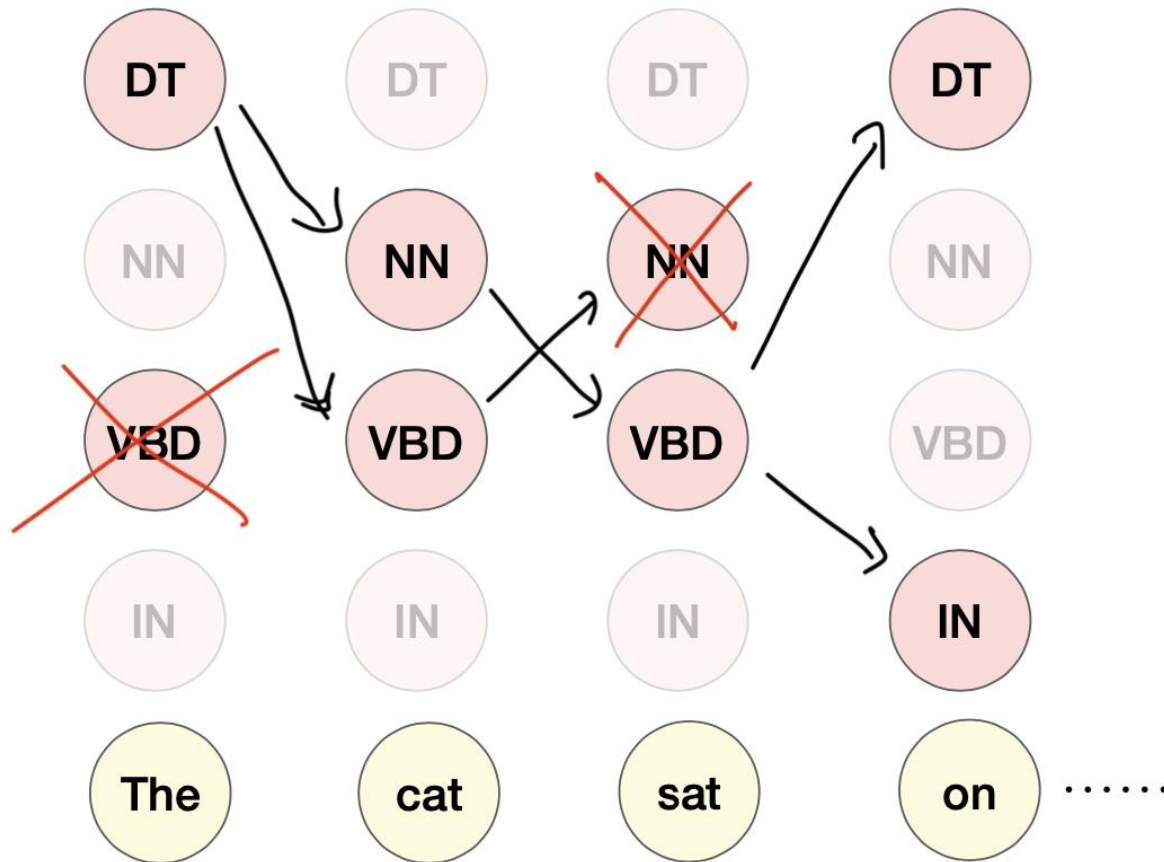 DT DT DT DT
NN NN NN NN
VBD VBD VBD VBD
IN IN IN IN
The cat sat on ......